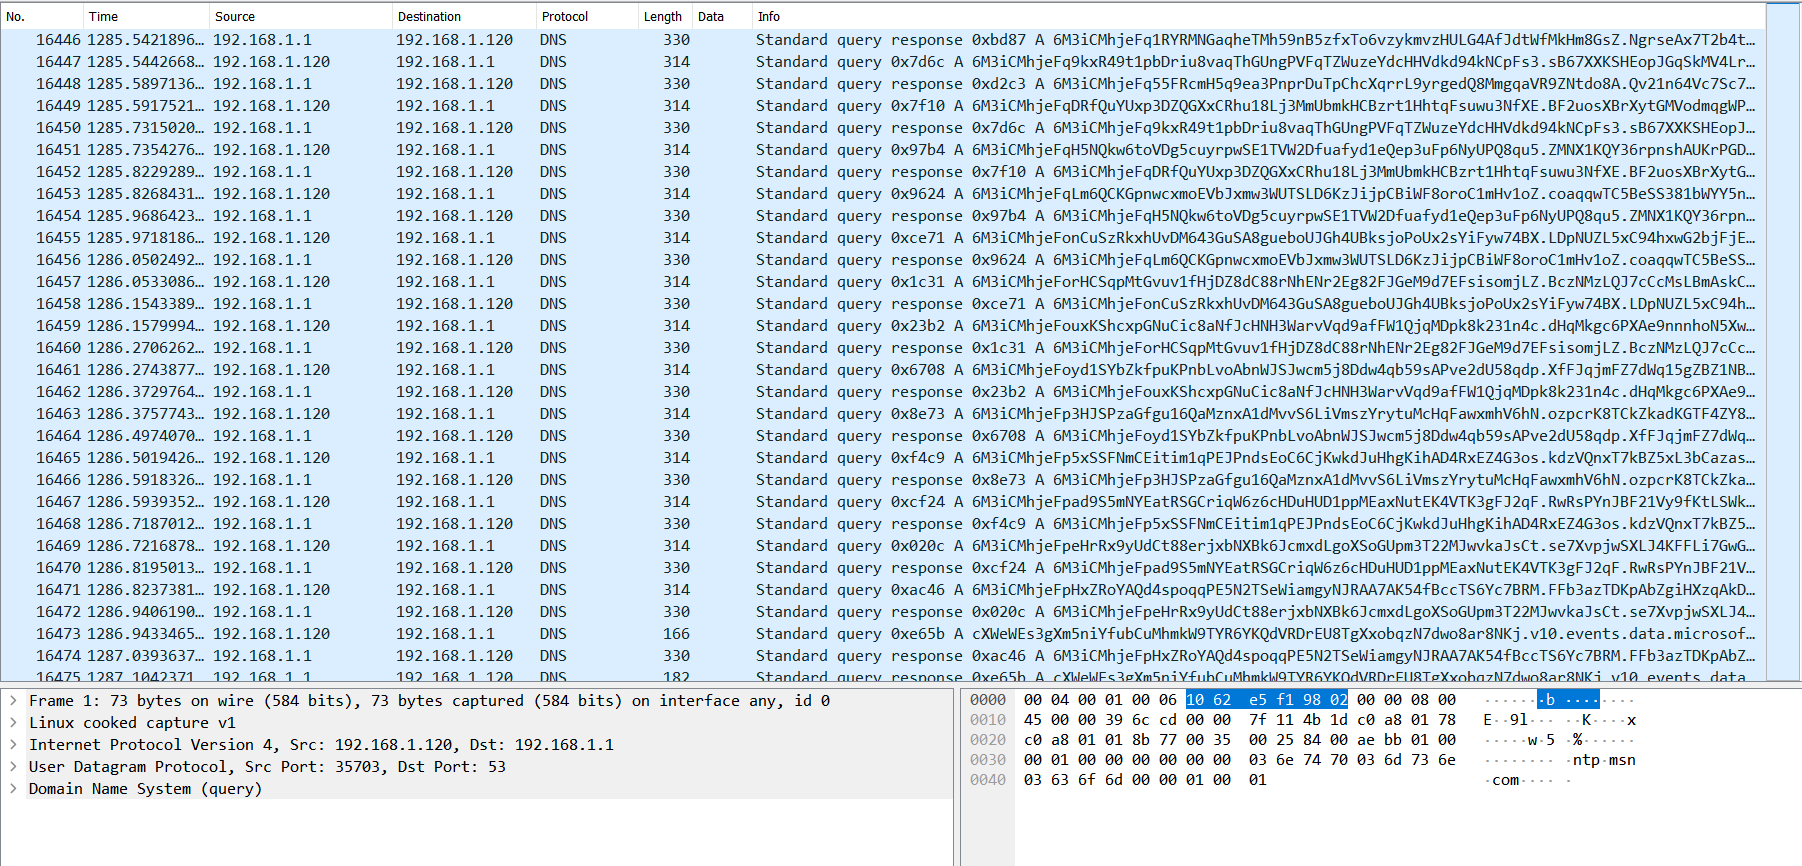 No. Time Source Destination Protocol Length Data Info
16446 1285.5421896… 192.168.1.1 192.168.1.120 DNS 330 Standard query response 0xbd87 A 6M3iCMhjeFq1RYRMNGaqheTMh59nB5zfxTo6vzykmvzHULG4AfJdtWfMkHm8GsZ.NgrseAx7T2b4t…
16447 1285.5442668… 192.168.1.120 192.168.1.1 DNS 314 Standard query 0x7d6c A 6M3iCMhjeFq9kxR49t1pbDriu8vaqThGUngPVFqTZWuzeYdcHHVdkd94kNCpFs3.sB67XXKSHEopJGqSkMV4Lr…
16448 1285.5897136… 192.168.1.1 192.168.1.120 DNS 330 Standard query response 0xd2c3 A 6M3iCMhjeFq55FRcmH5q9ea3PnprDuTpChcXqrrL9yrgedQ8MmgqaVR9ZNtdo8A.Qv21n64Vc7Sc7…
16449 1285.5917521… 192.168.1.120 192.168.1.1 DNS 314 Standard query 0x7f10 A 6M3iCMhjeFqDRfQuYUxp3DZQGXxCRhu18Lj3MmUbmkHCBzrt1HhtqFsuwu3NfXE.BF2uosXBrXytGMVodmqgWP…
16450 1285.7315020… 192.168.1.1 192.168.1.120 DNS 330 Standard query response 0x7d6c A 6M3iCMhjeFq9kxR49t1pbDriu8vaqThGUngPVFqTZWuzeYdcHHVdkd94kNCpFs3.sB67XXKSHEopJ…
16451 1285.7354276… 192.168.1.120 192.168.1.1 DNS 314 Standard query 0x97b4 A 6M3iCMhjeFqH5NQkw6toVDg5cuyrpwSE1TVW2Dfuafyd1eQep3uFp6NyUPQ8qu5.ZMNX1KQY36rpnshAUKrPGD…
16452 1285.8229289… 192.168.1.1 192.168.1.120 DNS 330 Standard query response 0x7f10 A 6M3iCMhjeFqDRfQuYUxp3DZQGXxCRhu18Lj3MmUbmkHCBzrt1HhtqFsuwu3NfXE.BF2uosXBrXytG…
16453 1285.8268431… 192.168.1.120 192.168.1.1 DNS 314 Standard query 0x9624 A 6M3iCMhjeFqLm6QCKGpnwcxmoEVbJxmw3WUTSLD6KzJijpCBiWF8oroC1mHv1oZ.coaqqwTC5BeSS381bWYY5n…
16454 1285.9686423… 192.168.1.1 192.168.1.120 DNS 330 Standard query response 0x97b4 A 6M3iCMhjeFqH5NQkw6toVDg5cuyrpwSE1TVW2Dfuafyd1eQep3uFp6NyUPQ8qu5.ZMNX1KQY36rpn…
16455 1285.9718186… 192.168.1.120 192.168.1.1 DNS 314 Standard query 0xce71 A 6M3iCMhjeFonCuSzRkxhUvDM643GuSA8gueboUJGh4UBksjoPoUx2sYiFyw74BX.LDpNUZL5xC94hxwG2bjFjE…
16456 1286.0502492… 192.168.1.1 192.168.1.120 DNS 330 Standard query response 0x9624 A 6M3iCMhjeFqLm6QCKGpnwcxmoEVbJxmw3WUTSLD6KzJijpCBiWF8oroC1mHv1oZ.coaqqwTC5BeSS…
16457 1286.0533086… 192.168.1.120 192.168.1.1 DNS 314 Standard query 0x1c31 A 6M3iCMhjeForHCSqpMtGvuv1fHjDZ8dC88rNhENr2Eg82FJGeM9d7EFsisomjLZ.BczNMzLQJ7cCcMsLBmAskC…
16458 1286.1543389… 192.168.1.1 192.168.1.120 DNS 330 Standard query response 0xce71 A 6M3iCMhjeFonCuSzRkxhUvDM643GuSA8gueboUJGh4UBksjoPoUx2sYiFyw74BX.LDpNUZL5xC94h…
16459 1286.1579994… 192.168.1.120 192.168.1.1 DNS 314 Standard query 0x23b2 A 6M3iCMhjeFouxKShcxpGNuCic8aNfJcHNH3WarvVqd9afFW1QjqMDpk8k231n4c.dHqMkgc6PXAe9nnnhoN5Xw…
16460 1286.2706262… 192.168.1.1 192.168.1.120 DNS 330 Standard query response 0x1c31 A 6M3iCMhjeForHCSqpMtGvuv1fHjDZ8dC88rNhENr2Eg82FJGeM9d7EFsisomjLZ.BczNMzLQJ7cCc…
16461 1286.2743877… 192.168.1.120 192.168.1.1 DNS 314 Standard query 0x6708 A 6M3iCMhjeFoyd1SYbZkfpuKPnbLvoAbnWJSJwcm5j8Ddw4qb59sAPve2dU58qdp.XfFJqjmFZ7dWq15gZBZ1NB…
16462 1286.3729764… 192.168.1.1 192.168.1.120 DNS 330 Standard query response 0x23b2 A 6M3iCMhjeFouxKShcxpGNuCic8aNfJcHNH3WarvVqd9afFW1QjqMDpk8k231n4c.dHqMkgc6PXAe9…
16463 1286.3757743… 192.168.1.120 192.168.1.1 DNS 314 Standard query 0x8e73 A 6M3iCMhjeFp3HJSPzaGfgu16QaMznxA1dMvvS6LiVmszYrytuMcHqFawxmhV6hN.ozpcrK8TCkZkadKGTF4ZY8…
16464 1286.4974070… 192.168.1.1 192.168.1.120 DNS 330 Standard query response 0x6708 A 6M3iCMhjeFoyd1SYbZkfpuKPnbLvoAbnWJSJwcm5j8Ddw4qb59sAPve2dU58qdp.XfFJqjmFZ7dWq…
16465 1286.5019426… 192.168.1.120 192.168.1.1 DNS 314 Standard query 0xf4c9 A 6M3iCMhjeFp5xSSFNmCEitim1qPEJPndsEoC6CjKwkdJuHhgKihAD4RxEZ4G3os.kdzVQnxT7kBZ5xL3bCazas…
16466 1286.5918326… 192.168.1.1 192.168.1.120 DNS 330 Standard query response 0x8e73 A 6M3iCMhjeFp3HJSPzaGfgu16QaMznxA1dMvvS6LiVmszYrytuMcHqFawxmhV6hN.ozpcrK8TCkZka…
16467 1286.5939352… 192.168.1.120 192.168.1.1 DNS 314 Standard query 0xcf24 A 6M3iCMhjeFpad9S5mNYEatRSGCriqW6z6cHDuHUD1ppMEaxNutEK4VTK3gFJ2qF.RwRsPYnJBF21Vy9fKtLSWk…
16468 1286.7187012… 192.168.1.1 192.168.1.120 DNS 330 Standard query response 0xf4c9 A 6M3iCMhjeFp5xSSFNmCEitim1qPEJPndsEoC6CjKwkdJuHhgKihAD4RxEZ4G3os.kdzVQnxT7kBZ5…
16469 1286.7216878… 192.168.1.120 192.168.1.1 DNS 314 Standard query 0x020c A 6M3iCMhjeFpeHrRx9yUdCt88erjxbNXBk6JcmxdLgoXSoGUpm3T22MJwvkaJsCt.se7XvpjwSXLJ4KFFLi7GwG…
16470 1286.8195013… 192.168.1.1 192.168.1.120 DNS 330 Standard query response 0xcf24 A 6M3iCMhjeFpad9S5mNYEatRSGCriqW6z6cHDuHUD1ppMEaxNutEK4VTK3gFJ2qF.RwRsPYnJBF21V…
16471 1286.8237381… 192.168.1.120 192.168.1.1 DNS 314 Standard query 0xac46 A 6M3iCMhjeFpHxZRoYAQd4spoqqPE5N2TSeWiamgyNJRAA7AK54fBccTS6Yc7BRM.FFb3azTDKpAbZgiHXzqAkD…
16472 1286.9406190… 192.168.1.1 192.168.1.120 DNS 330 Standard query response 0x020c A 6M3iCMhjeFpeHrRx9yUdCt88erjxbNXBk6JcmxdLgoXSoGUpm3T22MJwvkaJsCt.se7XvpjwSXLJ4…
16473 1286.9433465… 192.168.1.120 192.168.1.1 DNS 166 Standard query 0xe65b A cXWeWEs3gXm5niYfubCuMhmkW9TYR6YKQdVRDrEU8TgXxobqzN7dwo8ar8NKj.v10.events.data.microsof…
16474 1287.0393637… 192.168.1.1 192.168.1.120 DNS 330 Standard query response 0xac46 A 6M3iCMhjeFpHxZRoYAQd4spoqqPE5N2TSeWiamgyNJRAA7AK54fBccTS6Yc7BRM.FFb3azTDKpAbZ…
16475 1287.1042371… 192.168.1.1 192.168.1.120 DNS 182 Standard query response 0xe65b A cXWeWEs3gXm5niYfubCuMhmkW9TYR6YKQdVRDrEU8TgXxobqzN7dwo8ar8NKj.v10.events.data…
Frame 1: 73 bytes on wire (584 bits), 73 bytes captured (584 bits) on interface any, id 0
Linux cooked capture v1
Internet Protocol Version 4, Src: 192.168.1.120, Dst: 192.168.1.1
User Datagram Protocol, Src Port: 35703, Dst Port: 53
Domain Name System (query)
0000 00 04 00 01 00 06 10 62 e5 f1 98 02 00 00 08 00 ·······b ········
0010 45 00 00 39 6c cd 00 00 7f 11 4b 1d c0 a8 01 78 E··9l··· ··K····x
0020 c0 a8 01 01 8b 77 00 35 00 25 84 00 ae bb 01 00 ·····w·5 ·%······
0030 00 01 00 00 00 00 00 00 03 6e 74 70 03 6d 73 6e ········ ·ntp·msn
0040 03 63 6f 6d 00 00 01 00 01 ·com···· ·